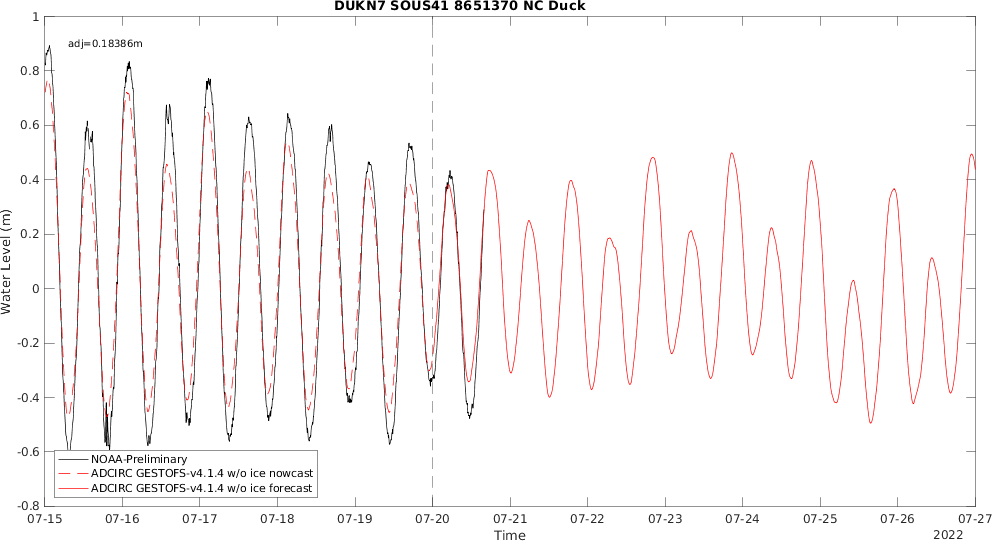 DUKN7 SOUS41 8651370 NC Duck
adj=0.18386m
1
0.8
0.6
0.4
0.2
0
-0.2
-0.4
-0.6
-0.8
Water Level (m)
NOAA-Preliminary
ADCIRC GESTOFS-v4.1.4 w/o ice nowcast
ADCIRC GESTOFS-v4.1.4 w/o ice forecast
07-15 07-16 07-17 07-18 07-19 07-20 07-21 07-22 07-23 07-24 07-25 07-26 07-27
Time
2022